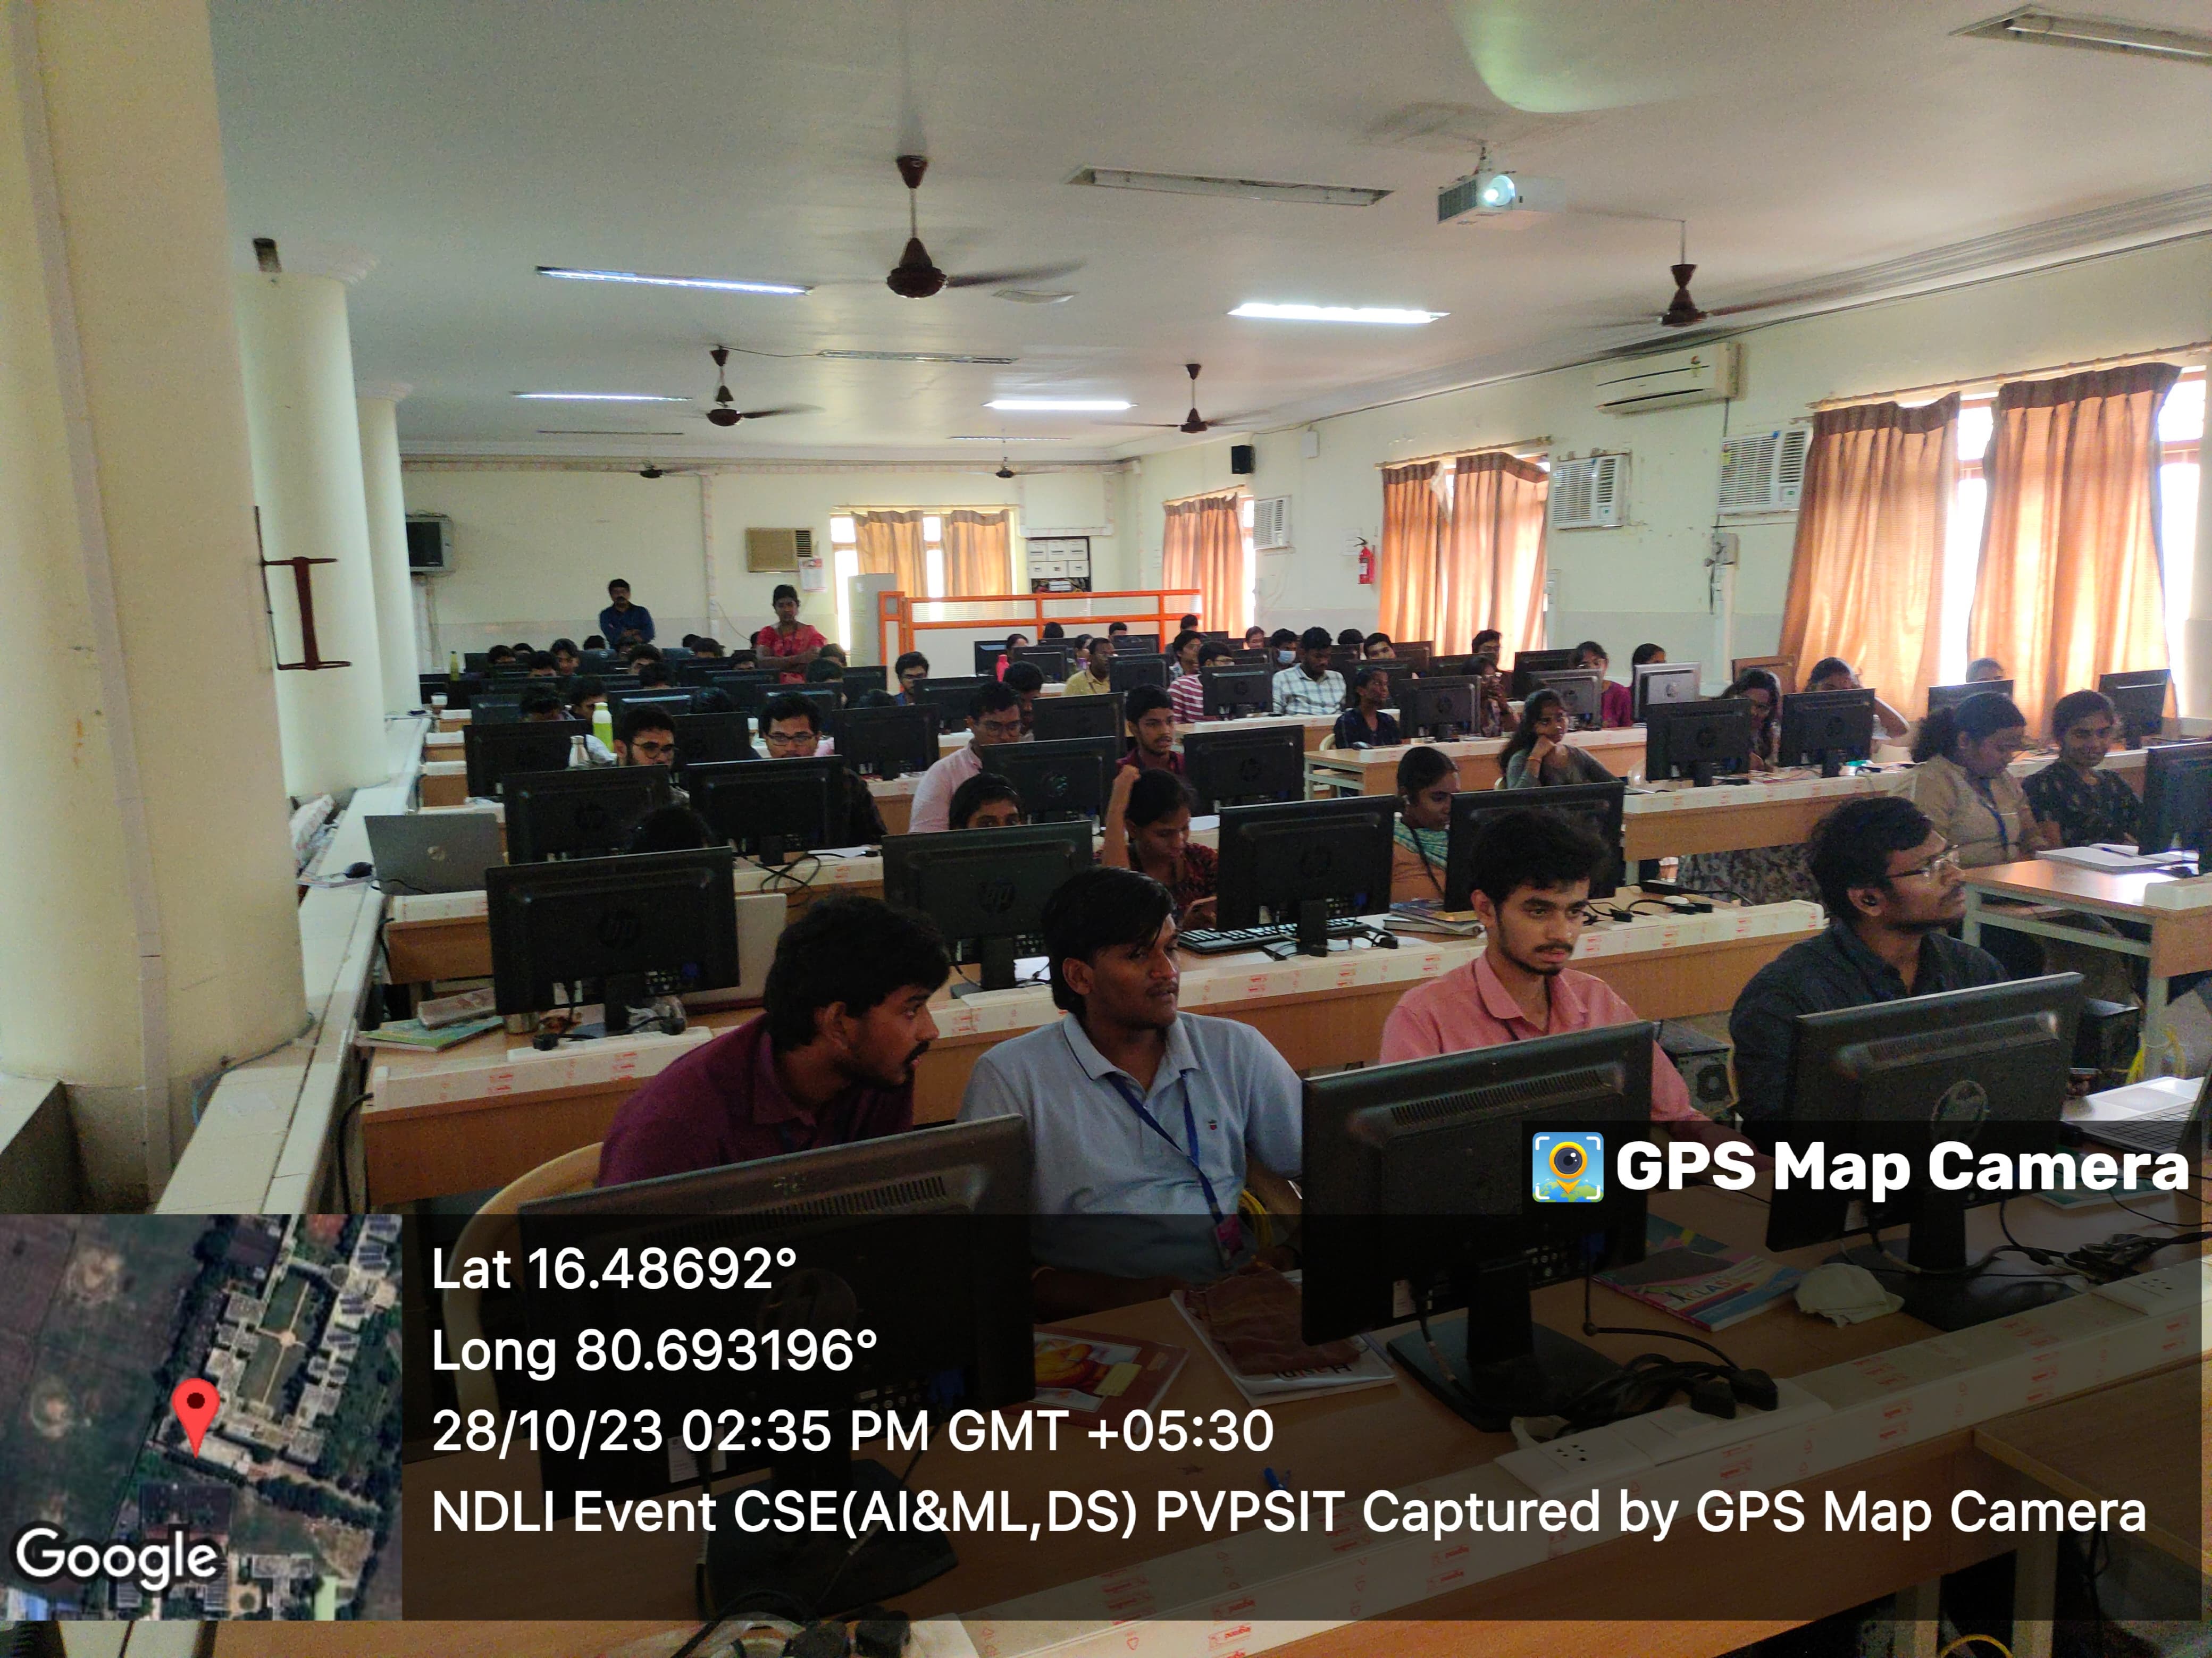 GPS Map Camera
Lat 16.48692°
Long 80.693196°
28/10/23 02:35 PM GMT +05:30
NDLI Event CSE(AI&ML,DS) PVPSIT Captured by GPS Map Camera
Google
hp